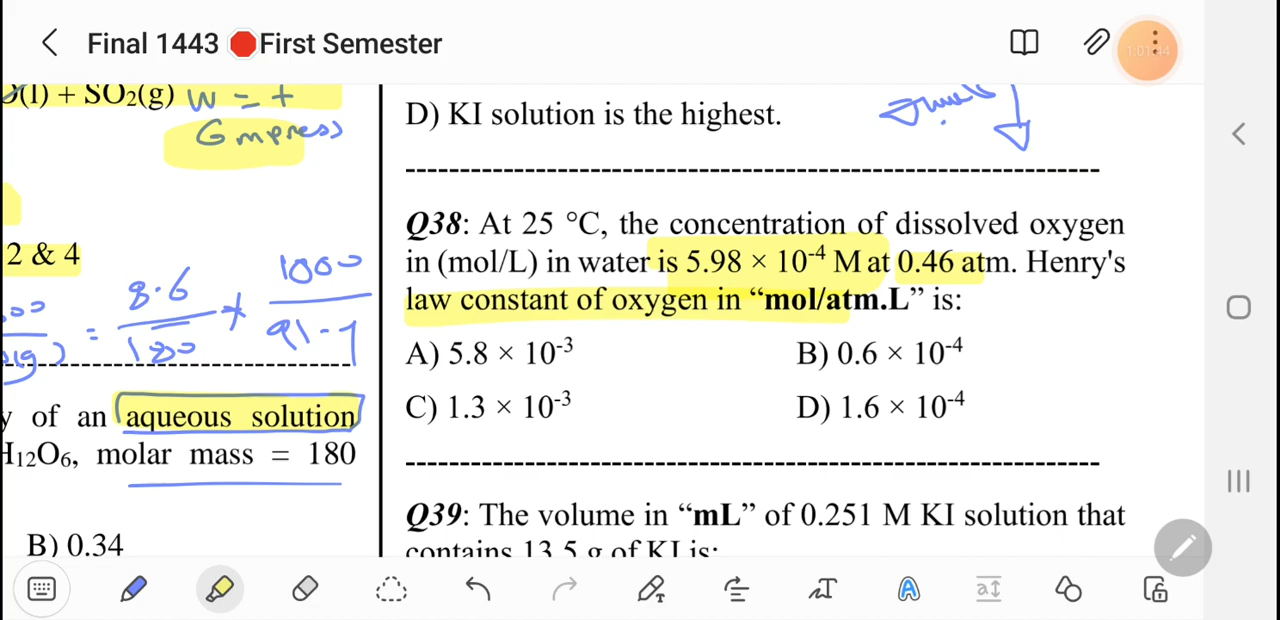 Final 1443 🛑First Semester
1:01:44
(l) + SO2(g) W = +
Gmpress
2 & 4
8.6
180
*
1000
91-7
=
y of an aqueous solution
H12O6, molar mass = 180
B) 0.34
D) KI solution is the highest.
Q38: At 25 °C, the concentration of dissolved oxygen
in (mol/L) in water is 5.98 × 10-4 M at 0.46 atm. Henry's
law constant of oxygen in “mol/atm.L” is:
A) 5.8 × 10-3 B) 0.6 × 10-4
C) 1.3 × 10-3 D) 1.6 × 10-4
Q39: The volume in “mL” of 0.251 M KI solution that
contains 13.5 g of KI is: